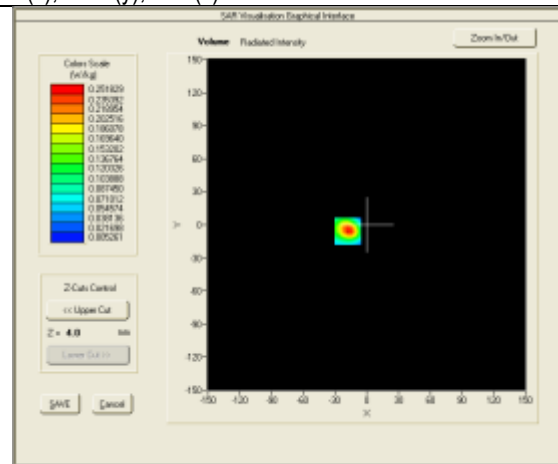 SAR Visualisation Graphical Interface
Volume Radiated Intensity
Zoom In/Out
Colors Scale
(W/kg)
0.251829
0.235392
0.218954
0.202516
0.186078
0.169640
0.153202
0.136764
0.120326
0.103888
0.087450
0.071012
0.054574
0.038136
0.021698
0.005261
150
120
90
60
30
0
-30
-60
-90
-120
-150
Y
-150 -120 -90 -60 -30 0 30 60 90 120 150
X
Z-Cuts Control
<< Upper Cut
Z = 4.0 mm
Lower Cut >>
SAVE Cancel